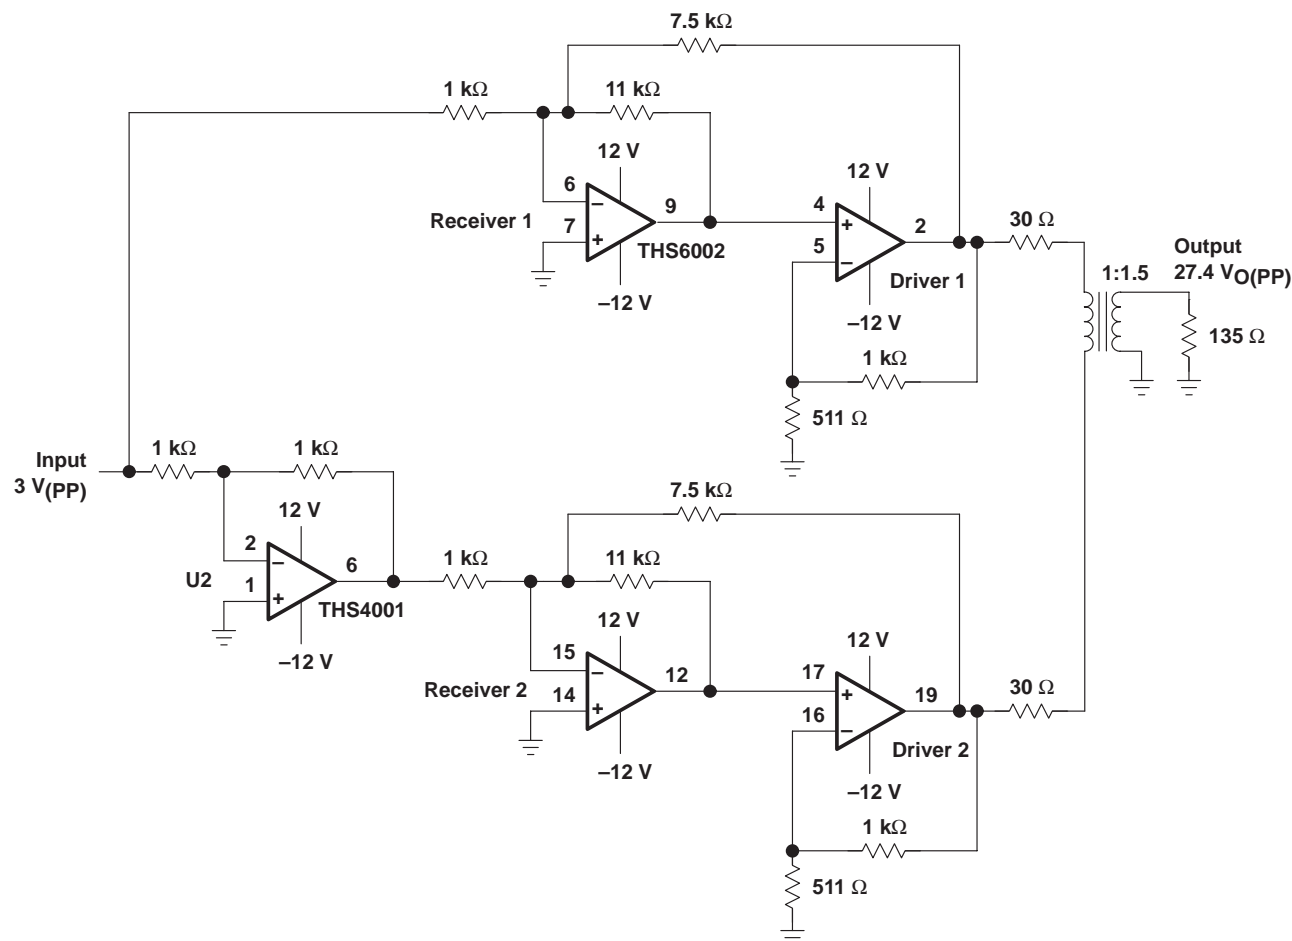 7.5 kΩ
1 kΩ
11 kΩ
12 V
12 V
6
–
9
4
+
2
30 Ω
Output
27.4 VO(PP)
Receiver 1
7
+
THS6002
5
–
Driver 1
1:1.5
–12 V
–12 V
135 Ω
1 kΩ
511 Ω
Input
3 V(PP)
1 kΩ
1 kΩ
7.5 kΩ
12 V
1 kΩ
11 kΩ
2
–
6
U2
1
+
THS4001
–12 V
12 V
12 V
15
–
12
17
+
19
30 Ω
Receiver 2
14
+
16
–
Driver 2
–12 V
–12 V
1 kΩ
511 Ω